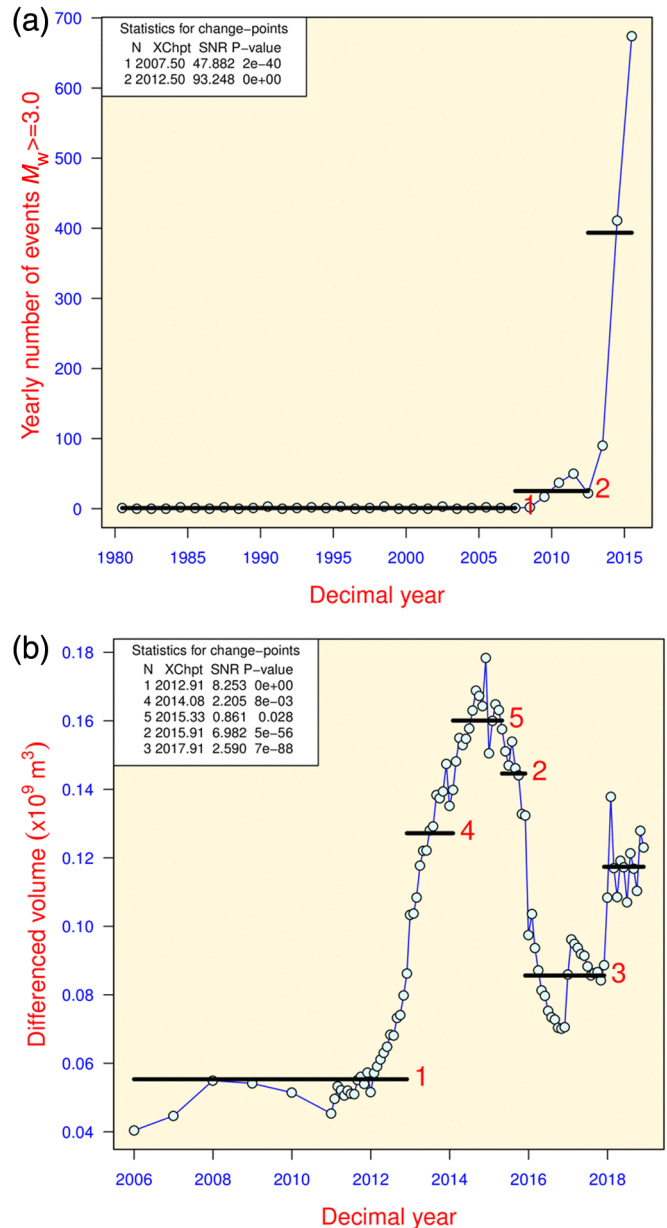 (a)
Statistics for change-points
N XChpt SNR P-value
1 2007.50 47.882 2e-40
2 2012.50 93.248 0e+00
700
600
500
400
300
200
100
0
Yearly number of events Mw>=3.0
1
2
1980 1985 1990 1995 2000 2005 2010 2015
Decimal year
(b)
Statistics for change-points
N XChpt SNR P-value
1 2012.91 8.253 0e+00
4 2014.08 2.205 8e-03
5 2015.33 0.861 0.028
2 2015.91 6.982 5e-56
3 2017.91 2.590 7e-88
0.18
0.16
0.14
0.12
0.10
0.08
0.06
0.04
Differenced volume (x10⁹ m³)
5
2
4
3
1
2006 2008 2010 2012 2014 2016 2018
Decimal year